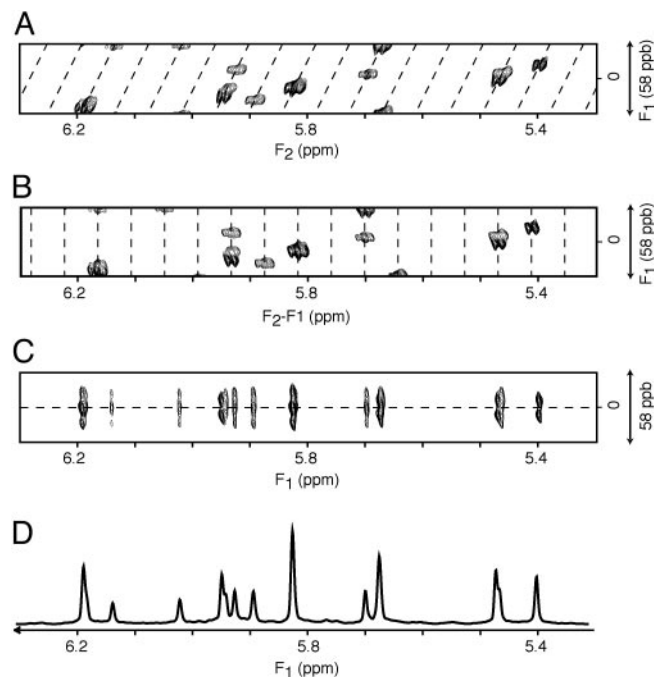 A
0
F1 (58 ppb)
6.2 5.8 5.4
F2 (ppm)
B
0
F1 (58 ppb)
6.2 5.8 5.4
F2-F1 (ppm)
C
0
58 ppb
6.2 5.8 5.4
F1 (ppm)
D
6.2 5.8 5.4
F1 (ppm)